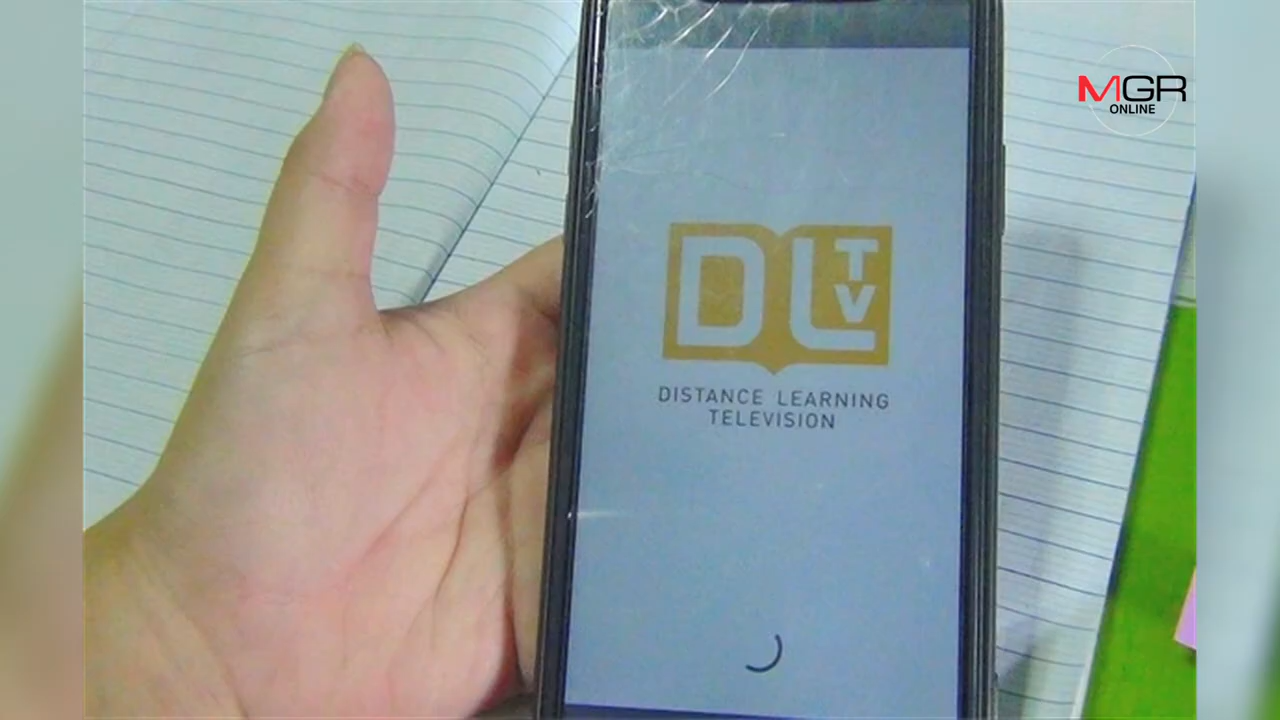 MGR
ONLINE
DL
TV
DISTANCE LEARNING
TELEVISION